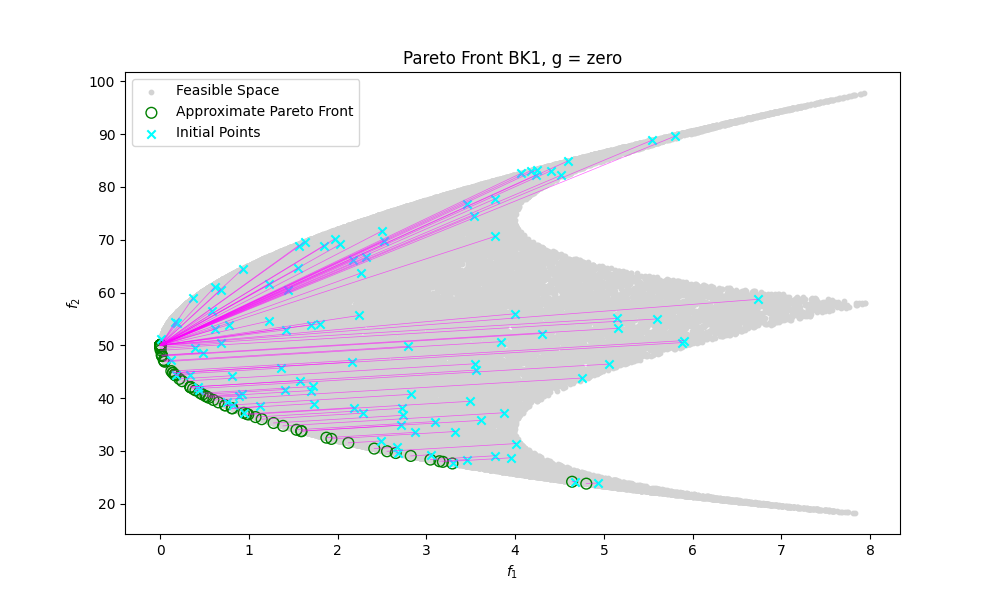 Pareto Front BK1, g = zero
Feasible Space
Approximate Pareto Front
Initial Points
100
90
80
70
60
50
40
30
20
f₂
0 1 2 3 4 5 6 7 8
f₁